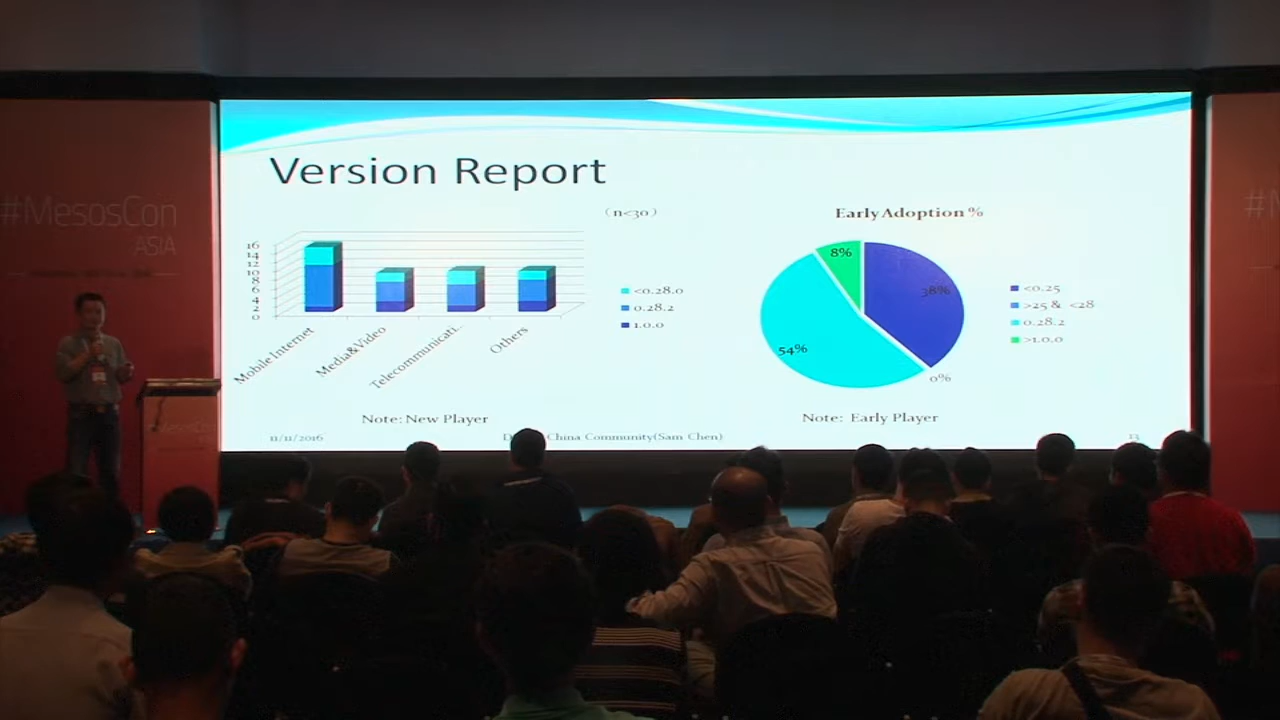 #MesosCon
ASIA
Version Report
(n<30)
16
14
12
10
8
6
4
2
0
Mobile Internet
Media&Video
Telecommunicati..
Others
<0.28.0
0.28.2
1.0.0
Note: New Player
Early Adoption %
8%
38%
54%
0%
<0.25
>25 & <28
0.28.2
>1.0.0
Note: Early Player
11/11/2016
China Community(Sam Chen)
13